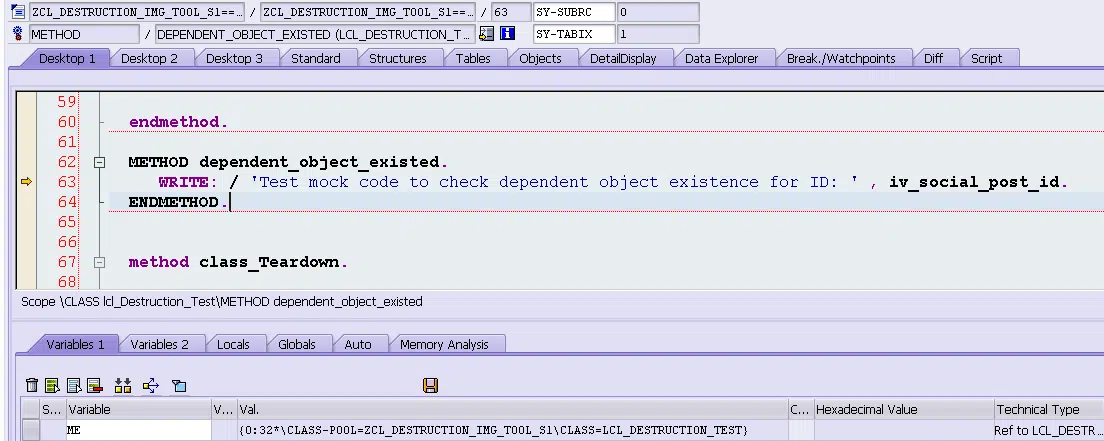 ZCL_DESTRUCTION_IMG_TOOL_S1==… / ZCL_DESTRUCTION_IMG_TOOL_S1==… / 63 SY-SUBRC 0
METHOD / DEPENDENT_OBJECT_EXISTED (LCL_DESTRUCTION_T… SY-TABIX 1
Desktop 1 Desktop 2 Desktop 3 Standard Structures Tables Objects DetailDisplay Data Explorer Break./Watchpoints Diff Script
59
60 endmethod.
61
62 METHOD dependent_object_existed.
63 WRITE: / 'Test mock code to check dependent object existence for ID: ' , iv_social_post_id.
64 ENDMETHOD.
65
66
67 method class_Teardown.
68
Scope \CLASS lcl_Destruction_Test\METHOD dependent_object_existed
Variables 1 Variables 2 Locals Globals Auto Memory Analysis
S… Variable V… Val. C… Hexadecimal Value Technical Type
ME {O:32*\CLASS-POOL=ZCL_DESTRUCTION_IMG_TOOL_S1\CLASS=LCL_DESTRUCTION_TEST} Ref to LCL_DESTR